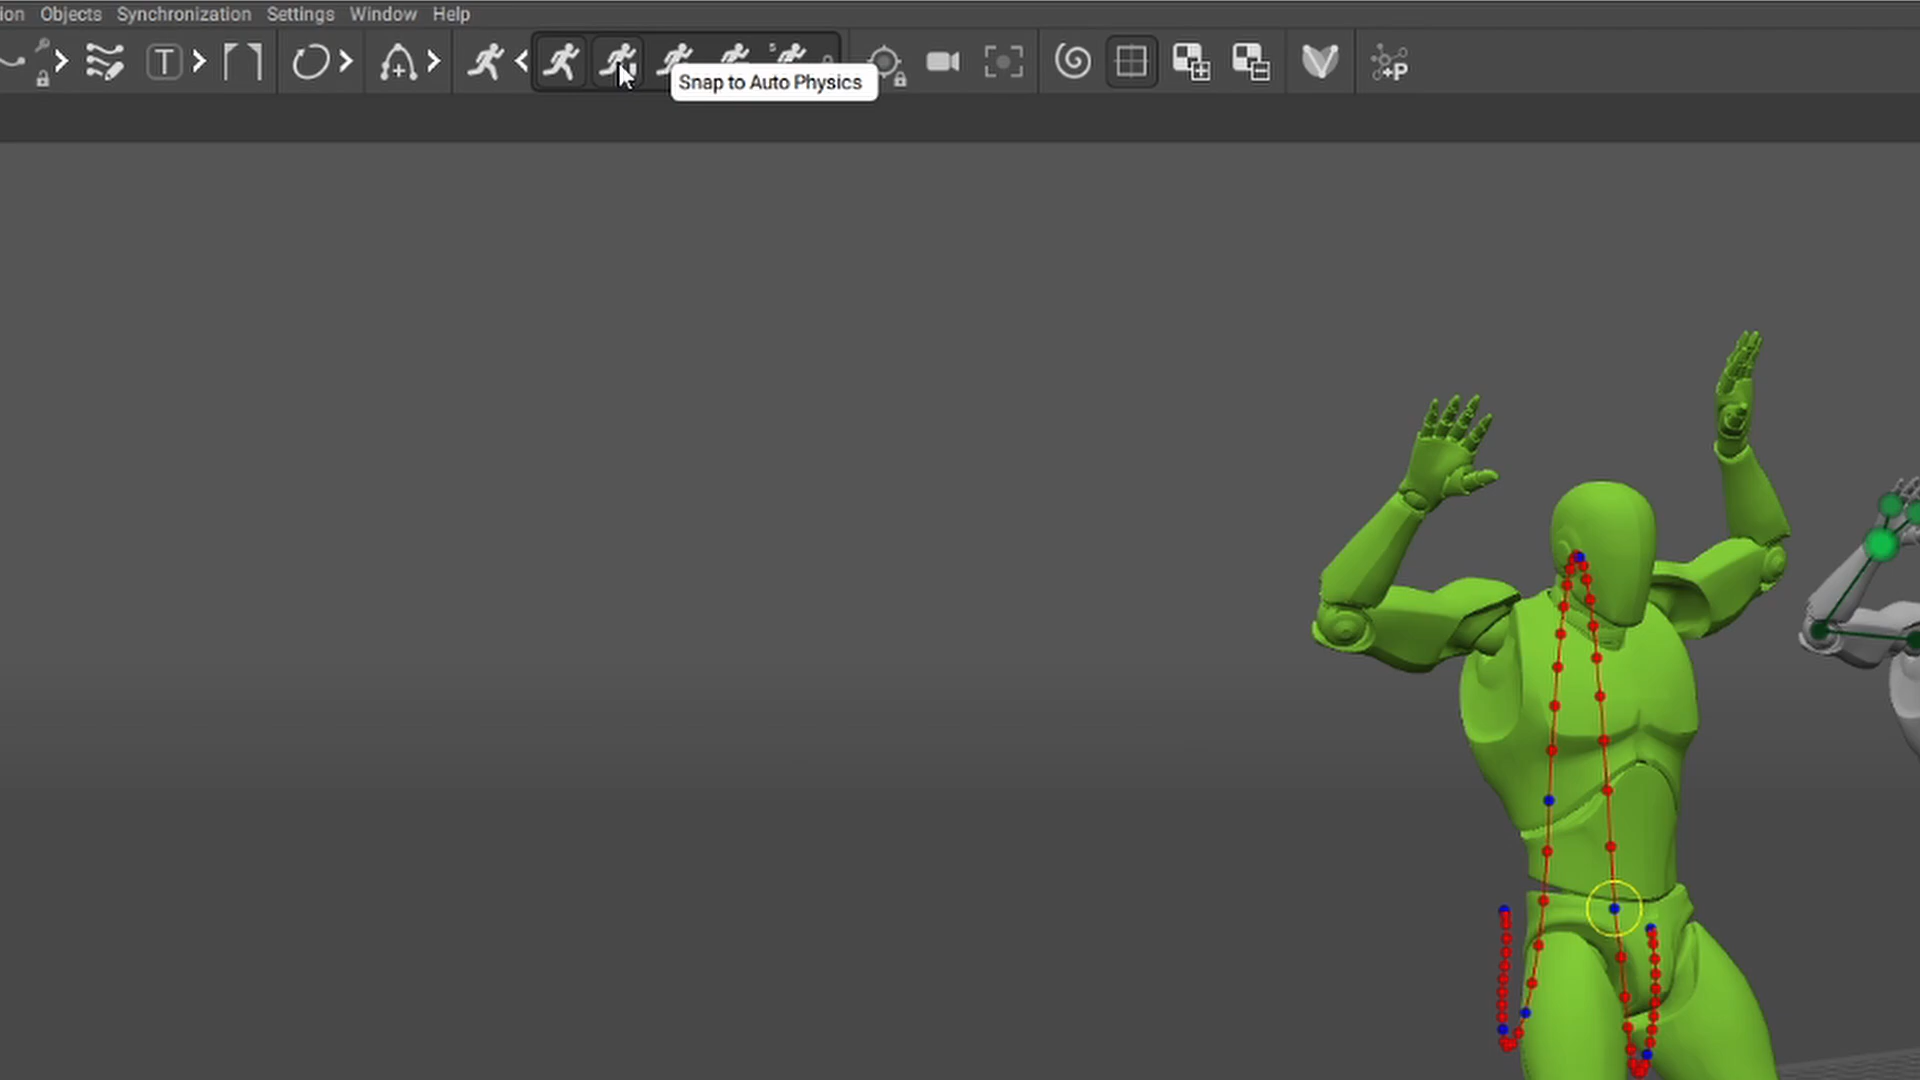 ion Objects Synchronization Settings Window Help
T
Snap to Auto Physics
+P